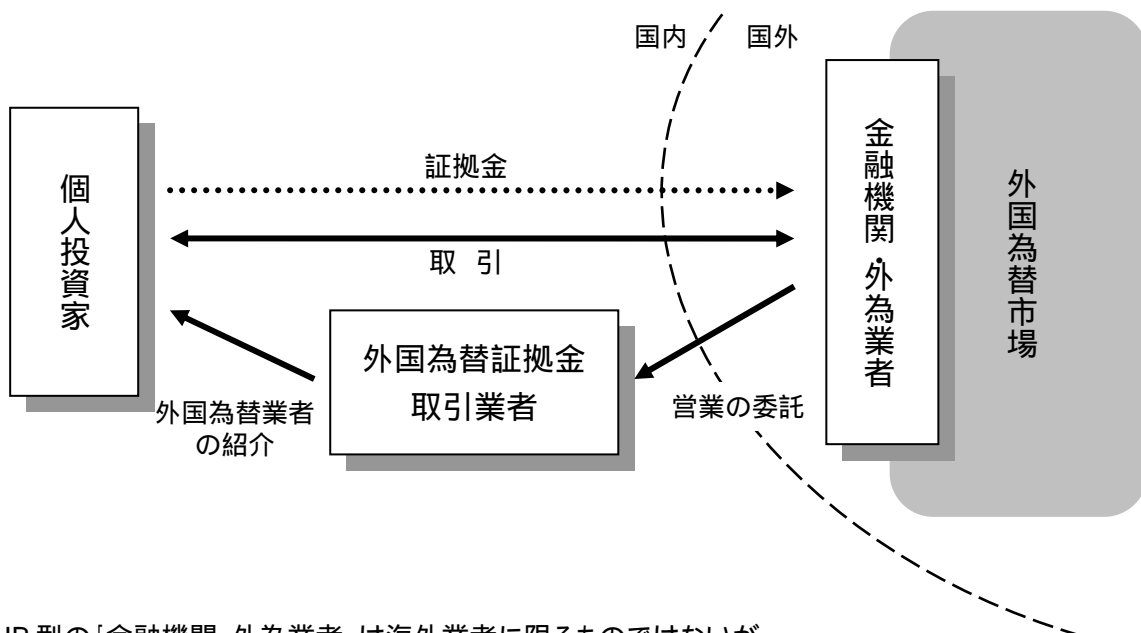 国内 国外
証拠金
取 引
個人投資家
外国為替証拠金
取引業者
外国為替業者
の紹介
営業の委託
金融機関・外為業者
外国為替市場
型の「金融機関・外為業者」は海外業者に限るものではないが